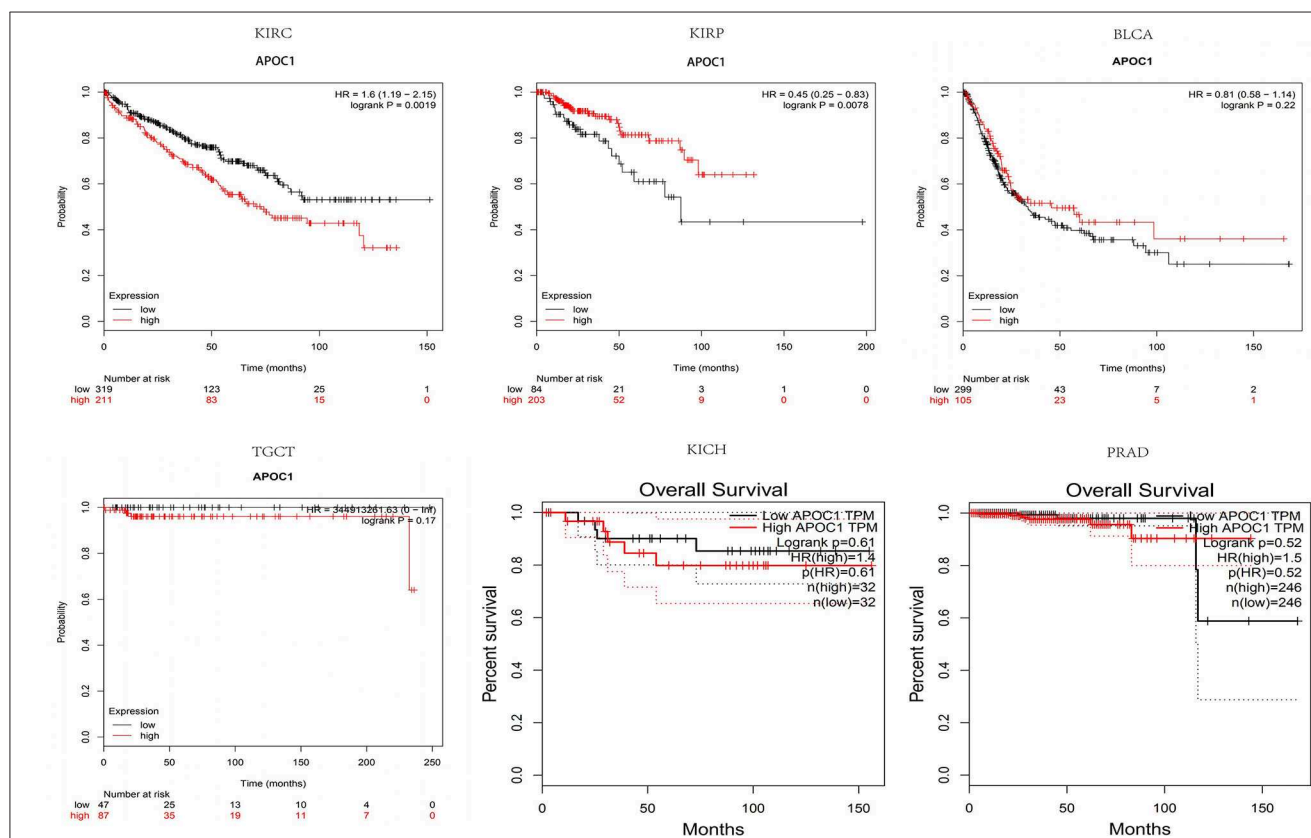 KIRC
APOC1
HR = 1.6 (1.19 − 2.15)
logrank P = 0.0019
Probability
1.0
0.8
0.6
0.4
0.2
0.0
Expression
low
high
0 50 100 150
Time (months)
Number at risk
low 319 123 25 1
high 211 83 15 0
KIRP
APOC1
HR = 0.45 (0.25 − 0.83)
logrank P = 0.0078
Probability
1.0
0.8
0.6
0.4
0.2
0.0
Expression
low
high
0 50 100 150 200
Time (months)
Number at risk
low 84 21 3 1 0
high 203 52 9 0 0
BLCA
APOC1
HR = 0.81 (0.58 − 1.14)
logrank P = 0.22
Probability
1.0
0.8
0.6
0.4
0.2
0.0
Expression
low
high
0 50 100 150
Time (months)
Number at risk
low 299 43 7 2
high 105 23 5 1
TGCT
APOC1
HR = 344913261.63 (0 − Inf)
logrank P = 0.17
Probability
1.0
0.8
0.6
0.4
0.2
0.0
Expression
low
high
0 50 100 150 200 250
Time (months)
Number at risk
low 47 25 13 10 4 0
high 87 35 19 11 7 0
KICH
Overall Survival
Low APOC1 TPM
High APOC1 TPM
Logrank p=0.61
HR(high)=1.4
p(HR)=0.61
n(high)=32
n(low)=32
Percent survival
1.0
0.8
0.6
0.4
0.2
0.0
0 50 100 150
Months
PRAD
Overall Survival
Low APOC1 TPM
High APOC1 TPM
Logrank p=0.52
HR(high)=1.5
p(HR)=0.52
n(high)=246
n(low)=246
Percent survival
1.0
0.8
0.6
0.4
0.2
0.0
0 50 100 150
Months